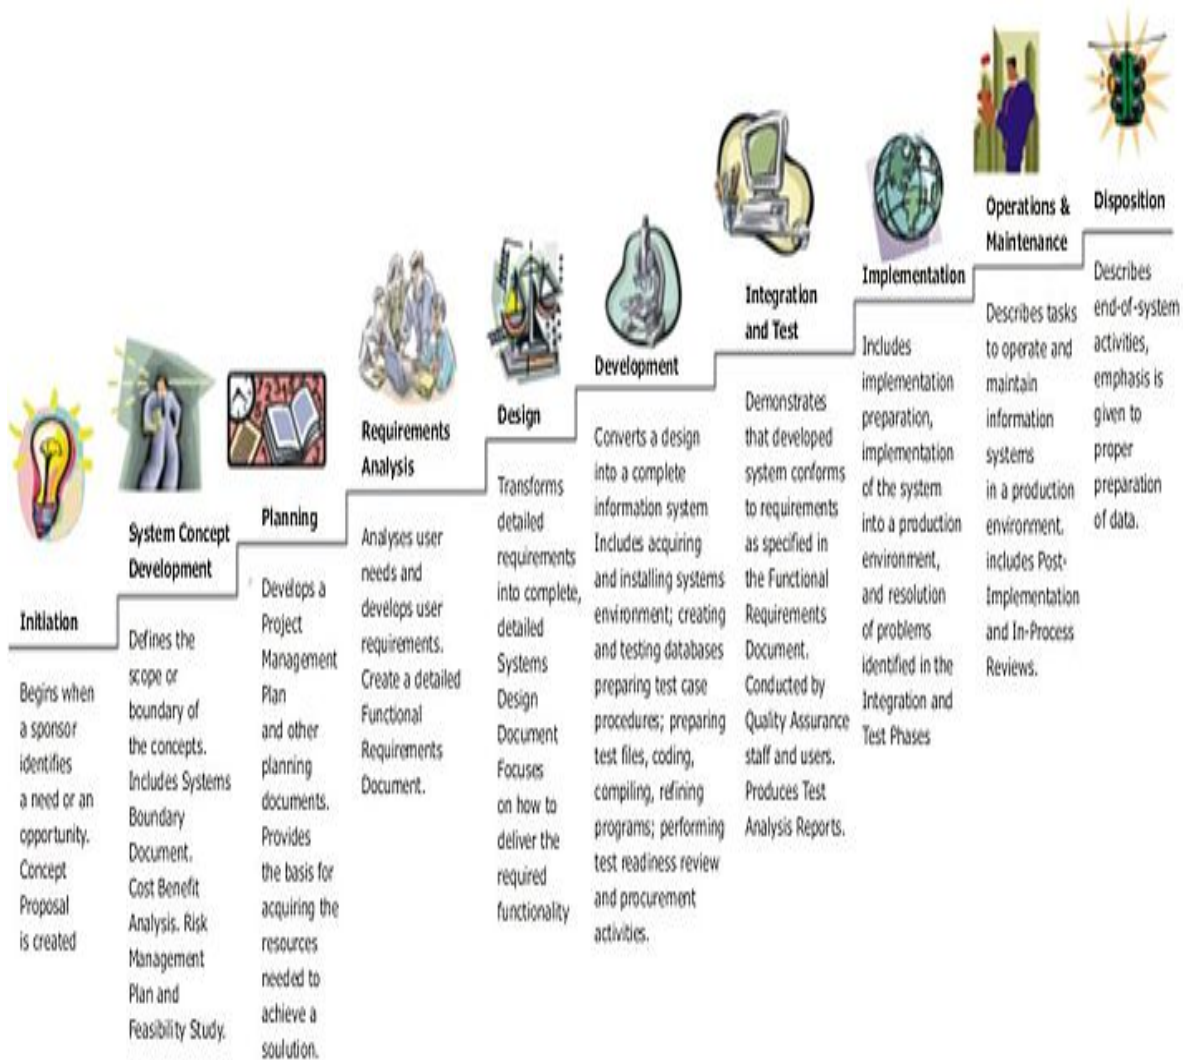 Initiation
Begins when
a sponsor
identifies
a need or an
opportunity.
Concept
Proposal
is created
System Concept
Development
Defines the
scope or
boundary of
the concepts.
Includes Systems
Boundary
Document.
Cost Benefit
Analysis. Risk
Management
Plan and
Feasibility Study.
Planning
Develops a
Project
Management
Plan
and other
planning
documents.
Provides
the basis for
acquiring the
resources
needed to
achieve a
soulution.
Requirements
Analysis
Analyses user
needs and
develops user
requirements.
Create a detailed
Functional
Requirements
Document.
Design
Transforms
detailed
requirements
into complete,
detailed
Systems
Design
Document
Focuses
on how to
deliver the
required
functionality
Development
Converts a design
into a complete
information system
Includes acquiring
and installing systems
environment; creating
and testing databases
preparing test case
procedures; preparing
test files, coding,
compiling, refining
programs; performing
test readiness review
and procurement
activities.
Integration
and Test
Demonstrates
that developed
system conforms
to requirements
as specified in
the Functional
Requirements
Document.
Conducted by
Quality Assurance
staff and users.
Produces Test
Analysis Reports.
Implementation
Includes
implementation
preparation,
implementation
of the system
into a production
environment,
and resolution
of problems
identified in the
Integration and
Test Phases
Operations &
Maintenance
Describes tasks
to operate and
maintain
information
systems
in a production
environment.
includes Post-
Implementation
and In-Process
Reviews.
Disposition
Describes
end-of-system
activities,
emphasis is
given to
proper
preparation
of data.